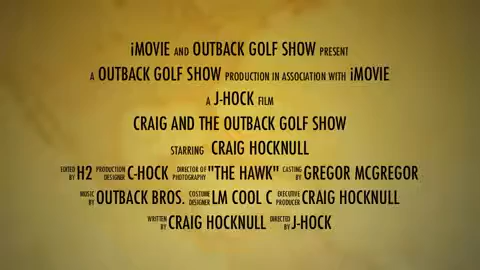 iMOVIE AND OUTBACK GOLF SHOW PRESENT
A OUTBACK GOLF SHOW PRODUCTION IN ASSOCIATION WITH iMOVIE
A J-HOCK FILM
CRAIG AND THE OUTBACK GOLF SHOW
STARRING CRAIG HOCKNULL
EDITED BY H2 PRODUCTION DESIGNER C-HOCK DIRECTOR OF PHOTOGRAPHY "THE HAWK" CASTING BY GREGOR MCGREGOR
MUSIC BY OUTBACK BROS. COSTUME DESIGNER LM COOL C EXECUTIVE PRODUCER CRAIG HOCKNULL
WRITTEN BY CRAIG HOCKNULL DIRECTED BY J-HOCK